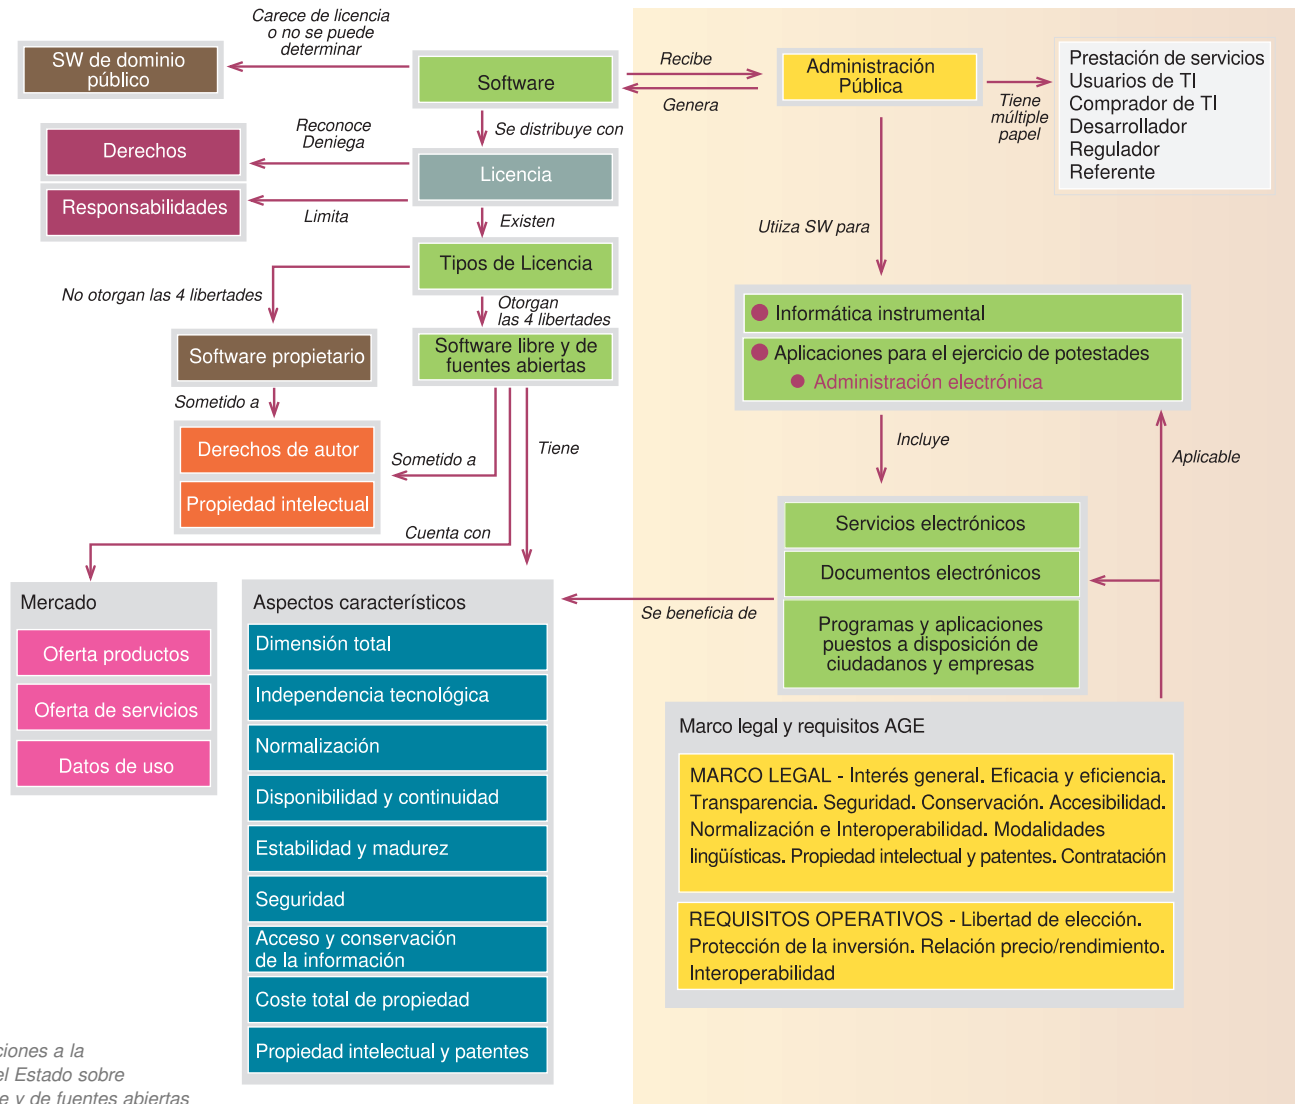 Carece de licencia
o no se puede
determinar
SW de dominio
público
Software
Recibe
Genera
Administración
Pública
Tiene
múltiple
papel
Prestación de servicios
Usuarios de TI
Comprador de TI
Desarrollador
Regulador
Referente
Se distribuye con
Reconoce
Deniega
Derechos
Licencia
Responsabilidades
Limita
Existen
Utiiza SW para
Tipos de Licencia
No otorgan las 4 libertades
Otorgan
las 4 libertades
Informática instrumental
Software propietario
Software libre y de
fuentes abiertas
Aplicaciones para el ejercicio de potestades
Administración electrónica
Sometido a
Derechos de autor
Propiedad intelectual
Sometido a
Tiene
Incluye
Aplicable
Cuenta con
Servicios electrónicos
Documentos electrónicos
Programas y aplicaciones
puestos a disposición de
ciudadanos y empresas
Se beneficia de
Mercado
Oferta productos
Oferta de servicios
Datos de uso
Aspectos característicos
Dimensión total
Independencia tecnológica
Normalización
Disponibilidad y continuidad
Estabilidad y madurez
Seguridad
Acceso y conservación
de la información
Coste total de propiedad
Propiedad intelectual y patentes
Marco legal y requisitos AGE
MARCO LEGAL - Interés general. Eficacia y eficiencia.
Transparencia. Seguridad. Conservación. Accesibilidad.
Normalización e Interoperabilidad. Modalidades
lingüísticas. Propiedad intelectual y patentes. Contratación
REQUISITOS OPERATIVOS - Libertad de elección.
Protección de la inversión. Relación precio/rendimiento.
Interoperabilidad
ciones a la
el Estado sobre
e y de fuentes abiertas